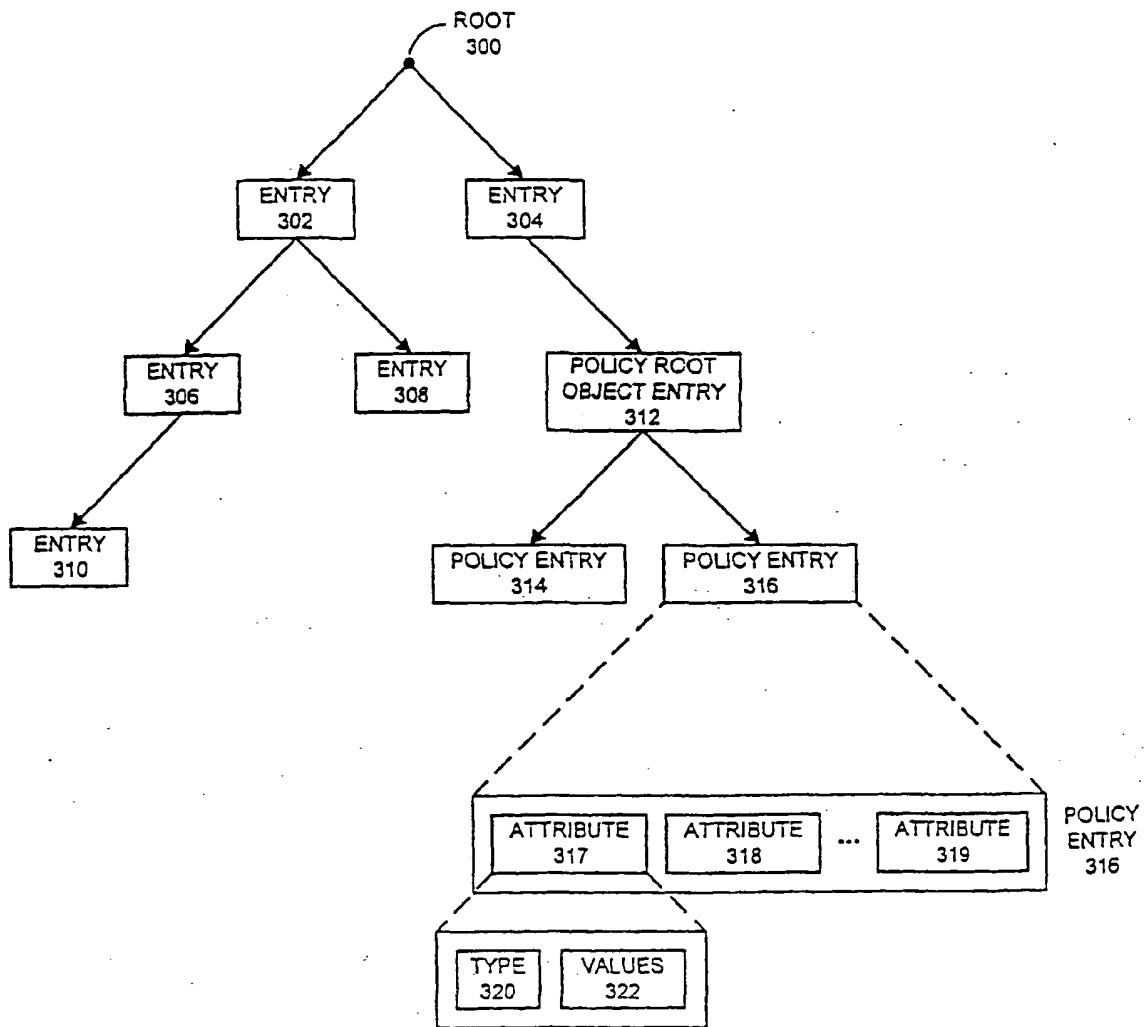 ROOT
300
ENTRY
302
ENTRY
304
ENTRY
306
ENTRY
308
POLICY ROOT
OBJECT ENTRY
312
ENTRY
310
POLICY ENTRY
314
POLICY ENTRY
316
ATTRIBUTE
317
ATTRIBUTE
318
...
ATTRIBUTE
319
POLICY
ENTRY
316
TYPE
320
VALUES
322